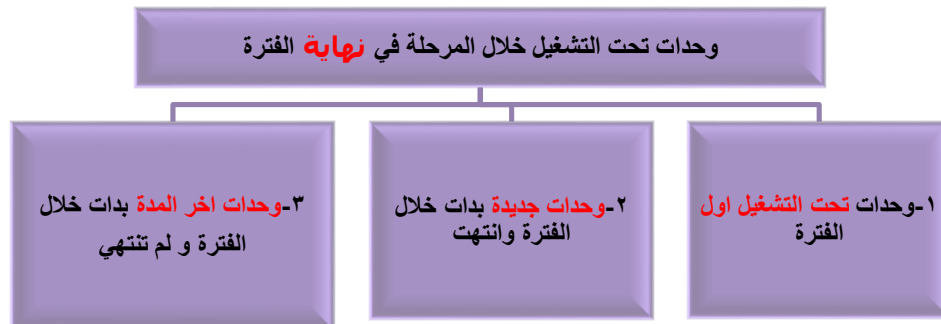 وحدات تحت التشغيل خلال المرحلة في نهاية الفترة
١-وحدات تحت التشغيل اول
الفترة
٢-وحدات جديدة بدات خلال
الفترة وانتهت
٣-وحدات اخر المدة بدات خلال
الفترة و لم تنتهي